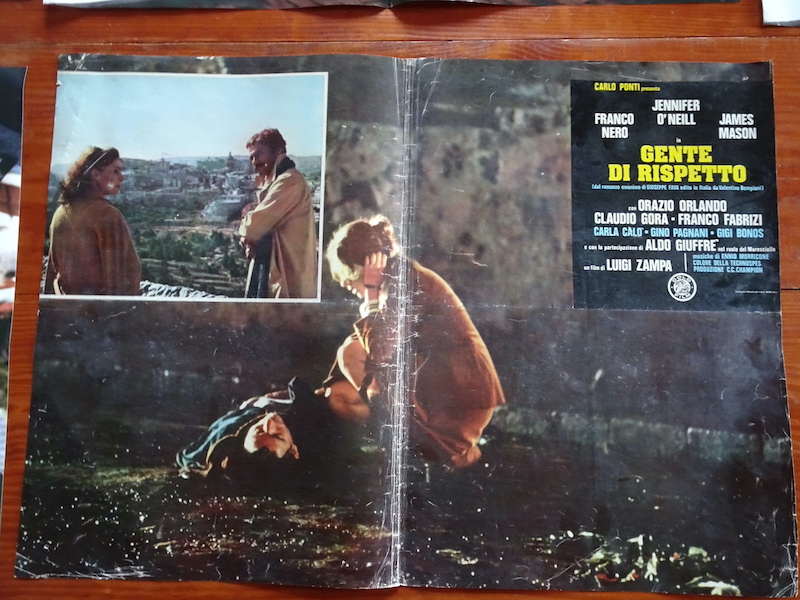 CARLO PONTI presenta
FRANCO NERO
JENNIFER O'NEILL
JAMES MASON
in
GENTE
DI RISPETTO
(dal romanzo omonimo di GIUSEPPE FAVA edito in Italia da Valentino Bompiani)
con ORAZIO ORLANDO
CLAUDIO GORA - FRANCO FABRIZI
CARLA CALO' - GINO PAGNANI - GIGI BONOS
e con la partecipazione di ALDO GIUFFRE' nel ruolo del Maresciallo
un film di LUIGI ZAMPA
musiche di ENNIO MORRICONE
COLORE DELLA TECHNOSPES
PRODUZIONE C.C. CHAMPION
GOLD FILM